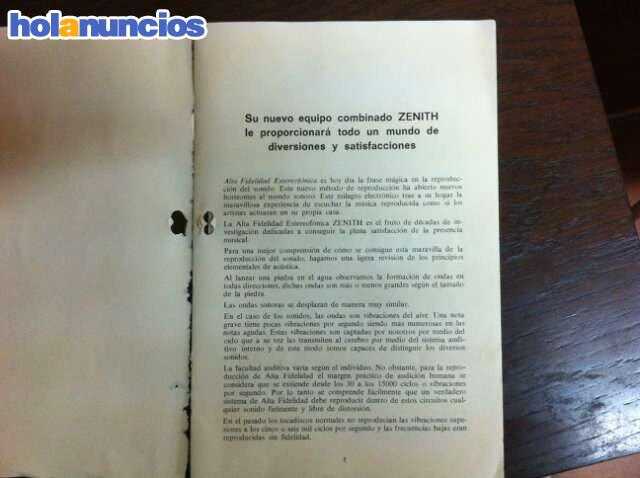 holanuncios
Su nuevo equipo combinado ZENITH
le proporcionará todo un mundo de
diversiones y satisfacciones
Alta Fidelidad Estereofónica es hoy día la frase mágica en la reproduc-
ción del sonido. Este nuevo método de reproducción ha abierto nuevos
horizontes al mundo sonoro. Este milagro electrónico trae a su hogar la
maravillosa experiencia de escuchar la música reproducida como si los
artistas actuaran en su propia casa.
La Alta Fidelidad Estereofónica ZENITH es el fruto de décadas de in-
vestigación dedicadas a conseguir la plena satisfacción de la presencia
musical.
Para una mejor comprensión de cómo se consigue esta maravilla de la
reproducción del sonido, hagamos una ligera revisión de los principios
elementales de acústica.
Al lanzar una piedra en el agua observamos la formación de ondas en
todas direcciones, dichas ondas son más o menos grandes según el tamaño
de la piedra.
Las ondas sonoras se desplazan de manera muy similar.
En el caso de los sonidos, las ondas son vibraciones del aire. Una nota
grave tiene pocas vibraciones por segundo siendo más numerosas en las
notas agudas. Estas vibraciones son captadas por nosotros por medio del
oído que a su vez las transmiten al cerebro por medio del sistema audi-
tivo interno y de este modo somos capaces de distinguir los diversos
sonidos.
La facultad auditiva varía según el individuo. No obstante, para la repro-
ducción de Alta Fidelidad el margen práctico de audición humana se
considera que se extiende desde los 30 a los 15000 ciclos o vibraciones
por segundo. Por lo tanto se comprende fácilmente que un verdadero
sistema de Alta Fidelidad debe reproducir dentro de estos circuitos cual-
quier sonido fielmente y libre de distorsión.
En el pasado los tocadiscos normales no reproducían las vibraciones supe-
riores a los cinco o seis mil ciclos por segundo y las frecuencias bajas eran
reproducidas sin fidelidad.